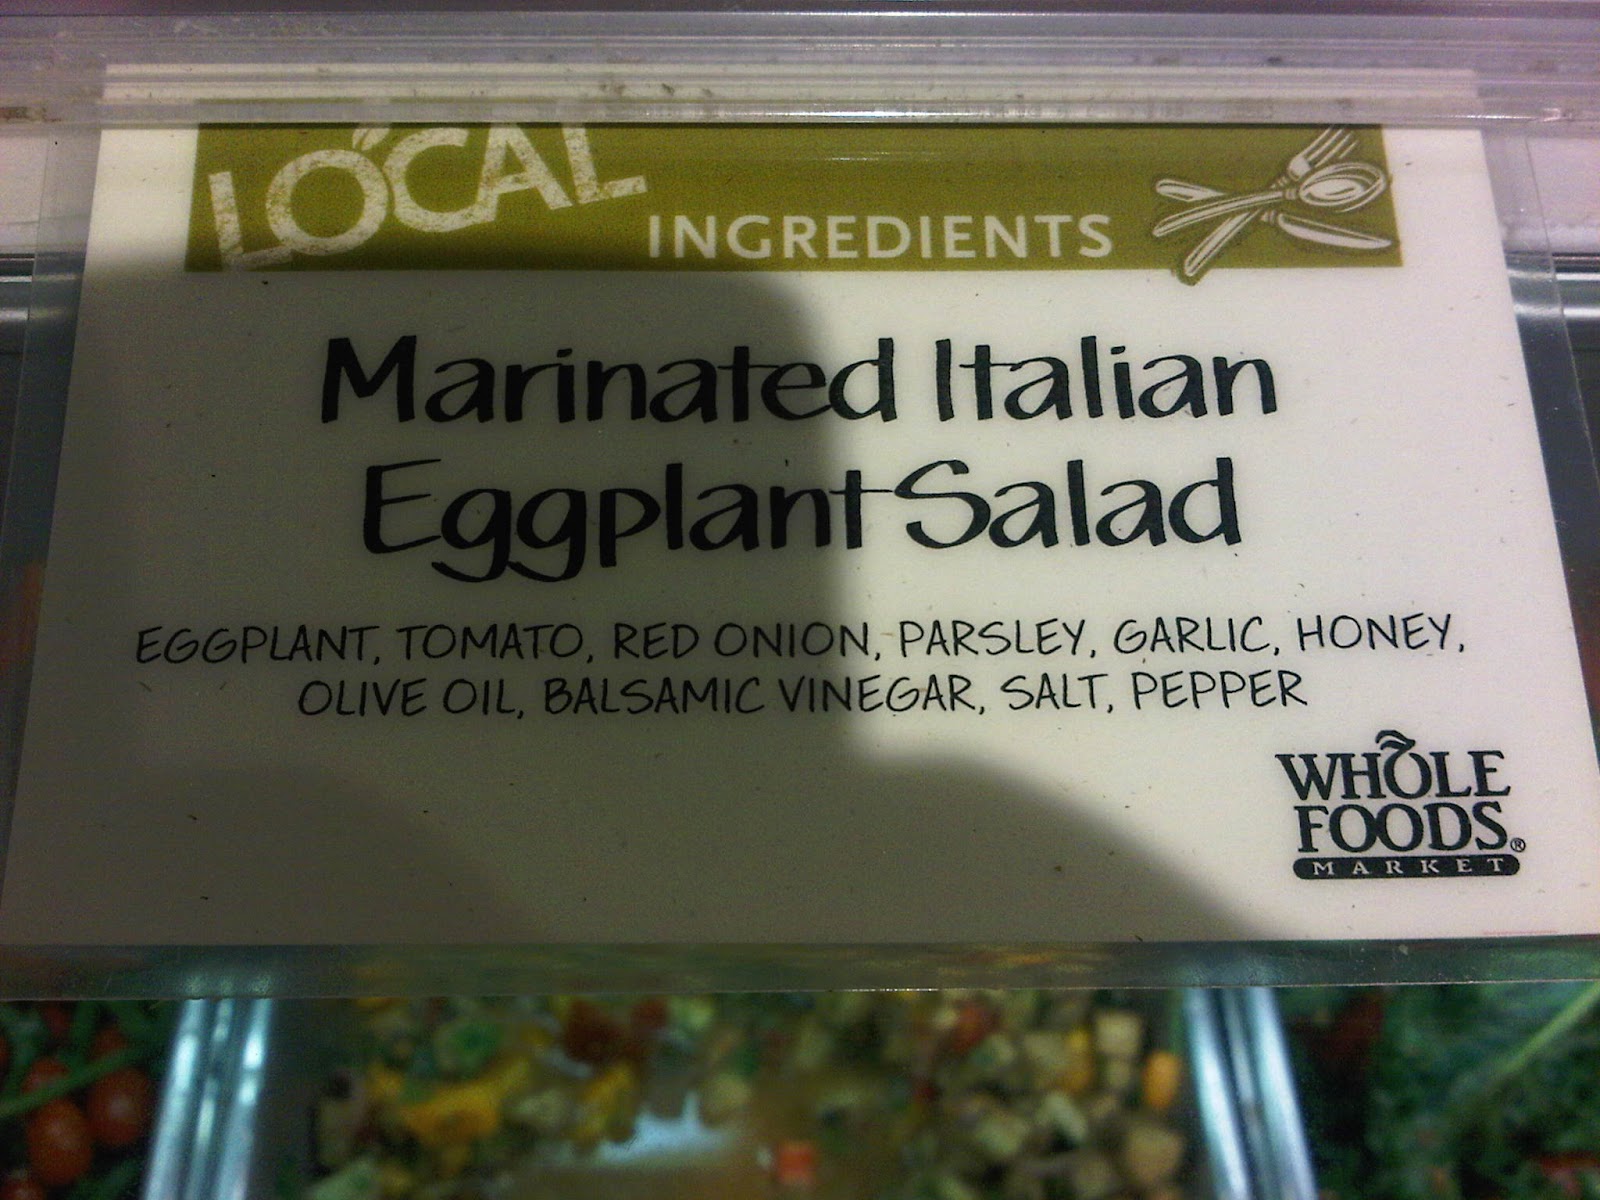 LOCAL
INGREDIENTS
Marinated Italian
Eggplant Salad
EGGPLANT, TOMATO, RED ONION, PARSLEY, GARLIC, HONEY,
OLIVE OIL, BALSAMIC VINEGAR, SALT, PEPPER
WHOLE
FOODS®
MARKET